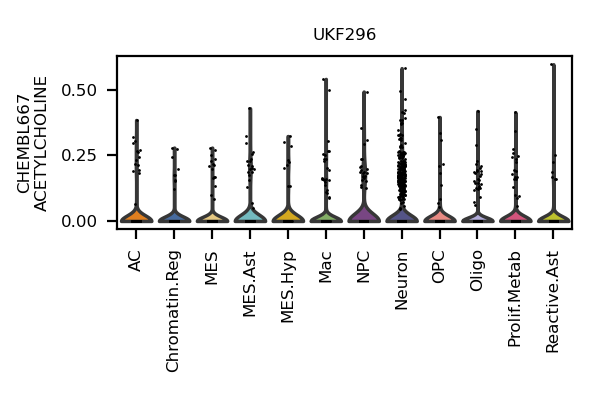 UKF296
CHEMBL667
ACETYLCHOLINE
0.50
0.25
0.00
AC
Chromatin.Reg
MES
MES.Ast
MES.Hyp
Mac
NPC
Neuron
OPC
Oligo
Prolif.Metab
Reactive.Ast